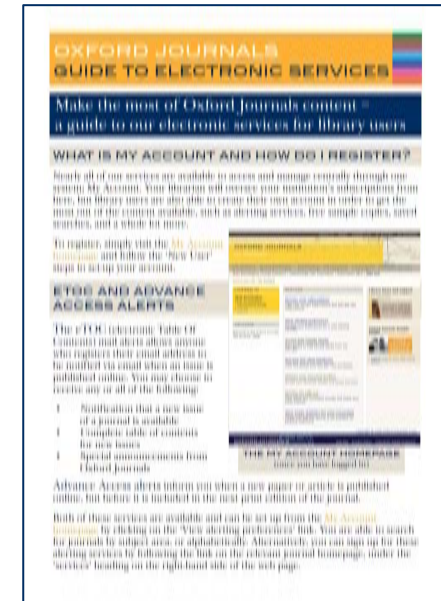 OXFORD JOURNALS
GUIDE TO ELECTRONIC SERVICES
Make the most of Oxford Journals content –
a guide to our electronic services for library users
WHAT IS MY ACCOUNT AND HOW DO I REGISTER?
Nearly all of our services are available to access and manage centrally through one
system, My Account. Your librarian will oversee your institution's subscriptions from
here, but library users are also able to create their own account in order to get the
most out of the content available, such as alerting services, free sample copies, saved
searches, and a whole lot more.
To register, simply visit the My Account
homepage and follow the 'New User'
steps to set up your account.
OXFORD JOURNALS
ETOC AND ADVANCE
ACCESS ALERTS
The eTOC (electronic Table Of
Contents) mail alerts allows anyone
who registers their email address to
be notified via email when an issue is
published online. You may choose to
receive any or all of the following:
Notification that a new issue
of a journal is available
Complete table of contents
for new issues
Special announcements from
Oxford Journals
THE MY ACCOUNT HOMEPAGE
(once you have logged in)
Advance Access alerts inform you when a new paper or article is published
online, but before it is included in the next print edition of the journal.
Both of these services are available and can be set up from the My Account
homepage by clicking on the 'View alerting preferences' link. You are able to search
for journals by subject area, or alphabetically. Alternatively, you can sign up for these
alerting services by following the link on the relevant journal homepage, under the
'services' heading on the right-hand side of the web page.